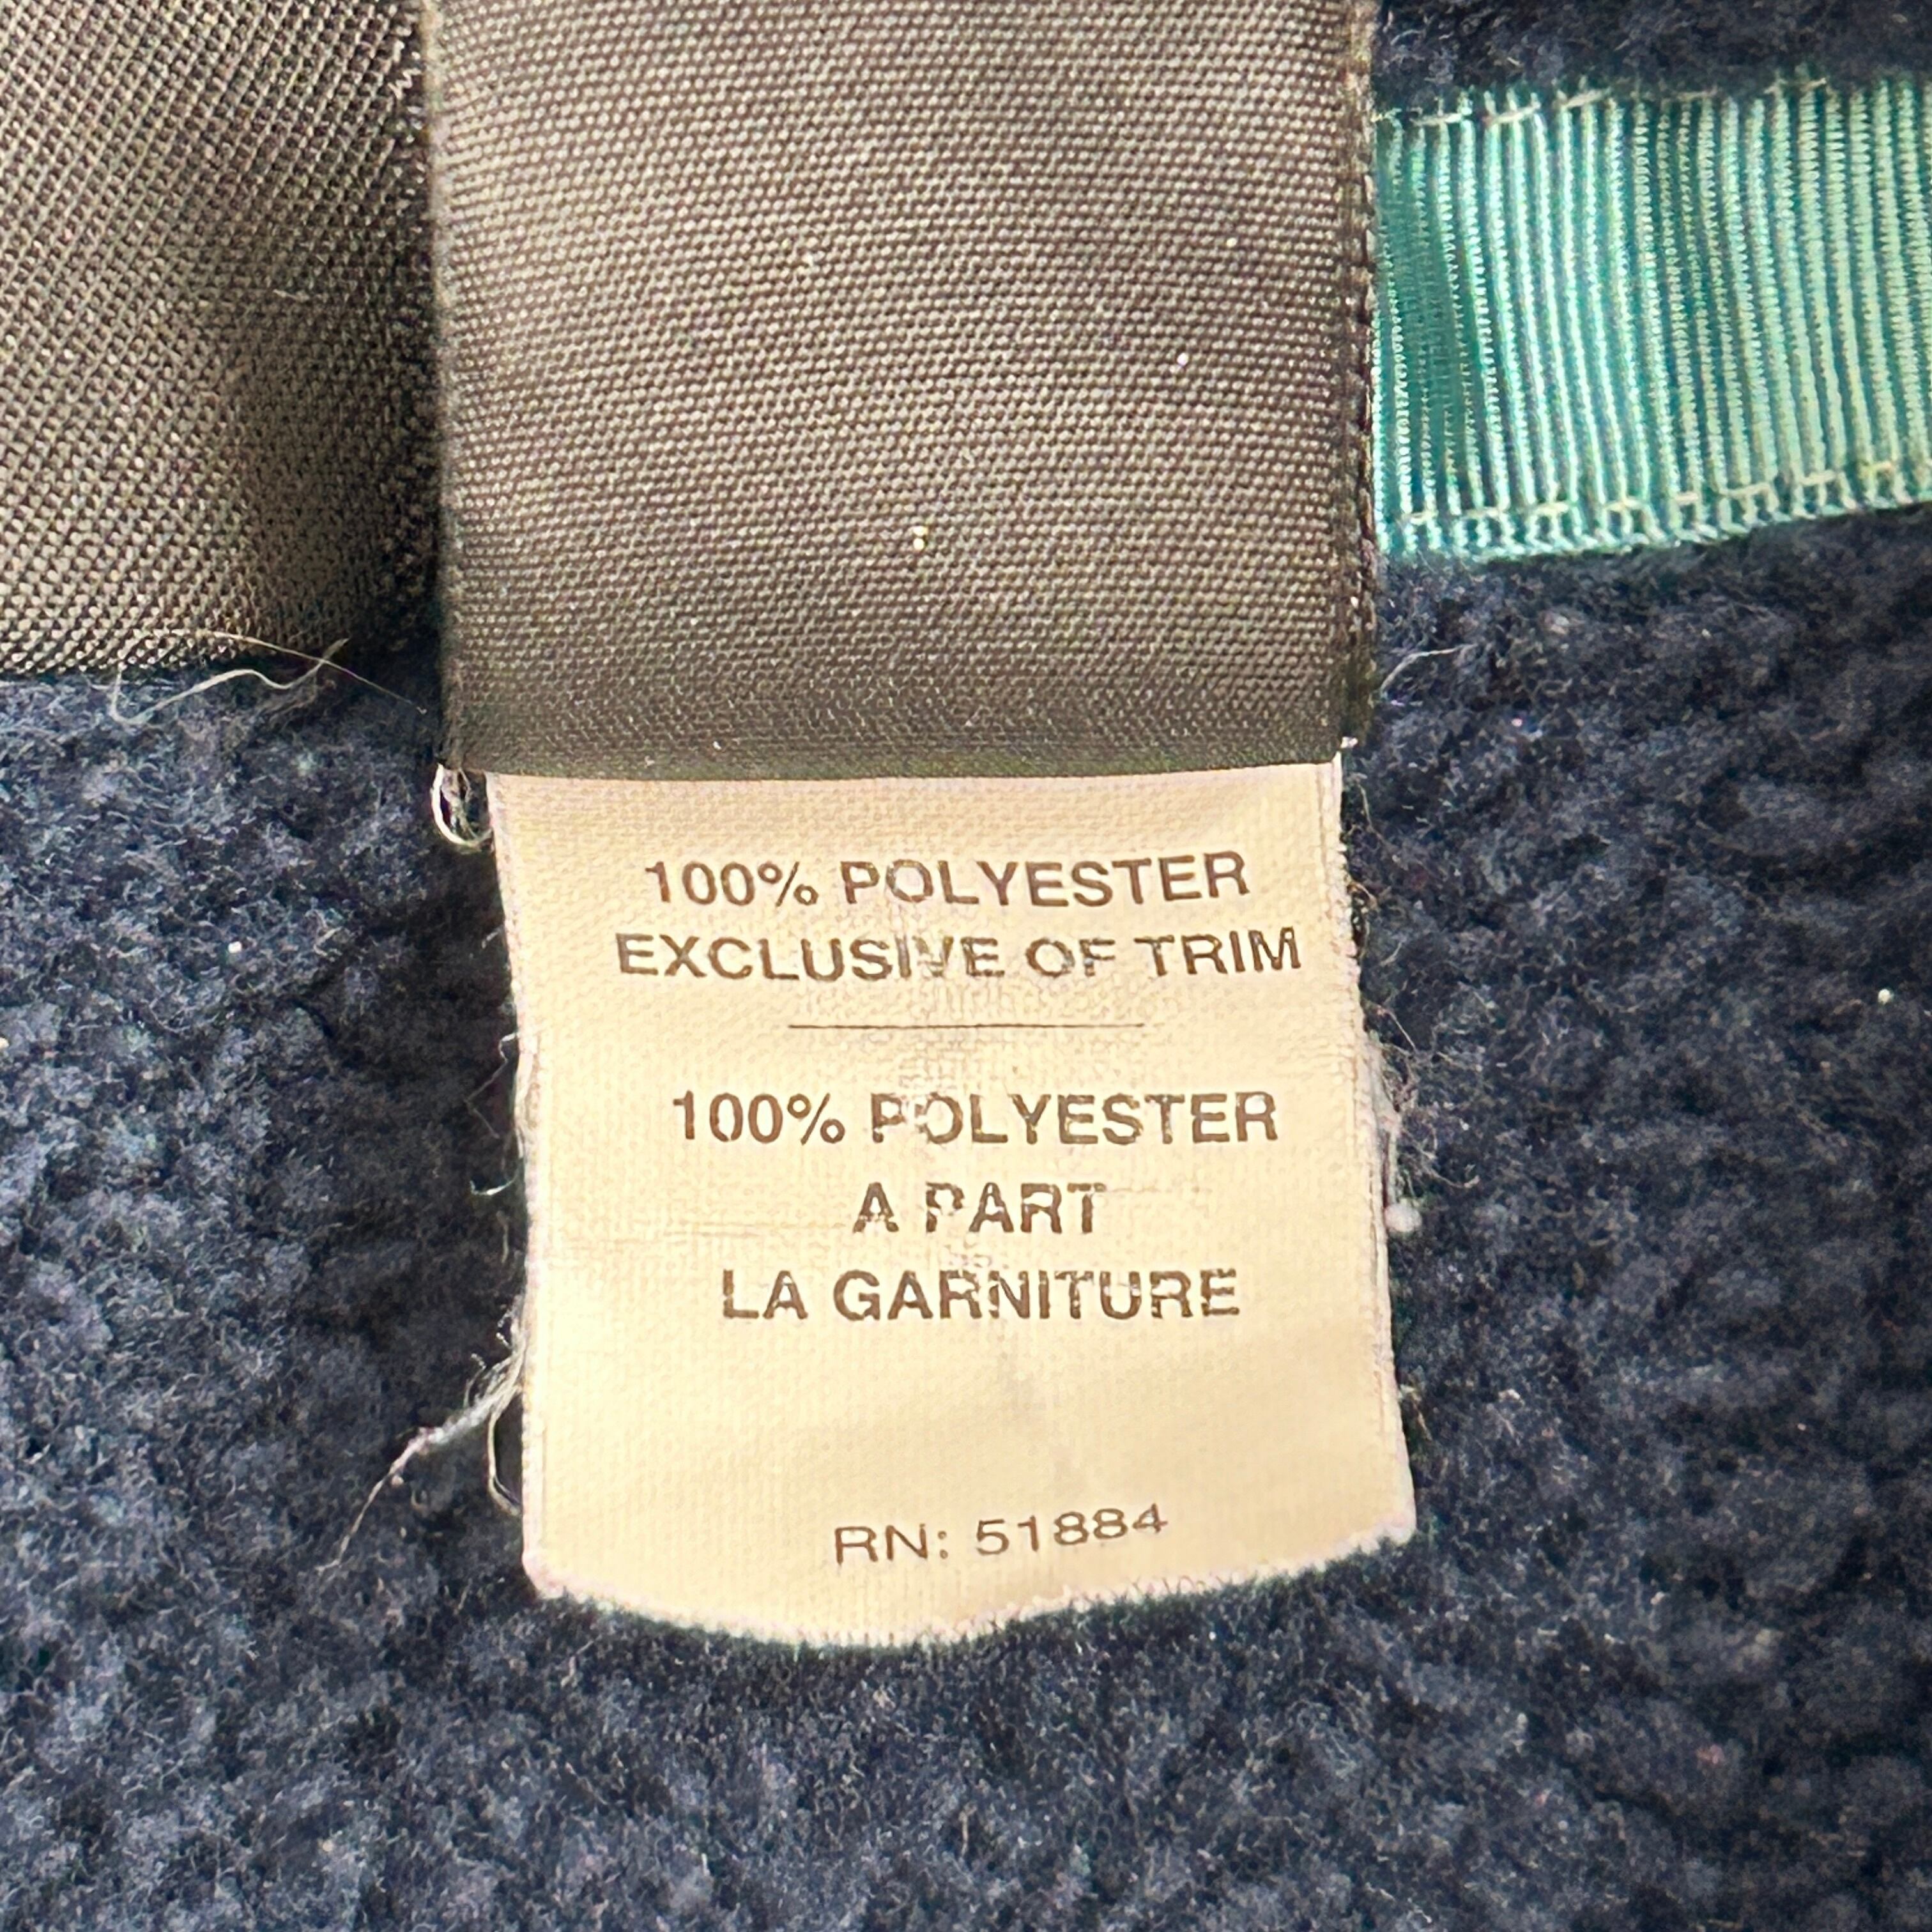 100% POLYESTER
EXCLUSIVE OF TRIM
100% POLYESTER
A PART
LA GARNITURE
RN: 51884